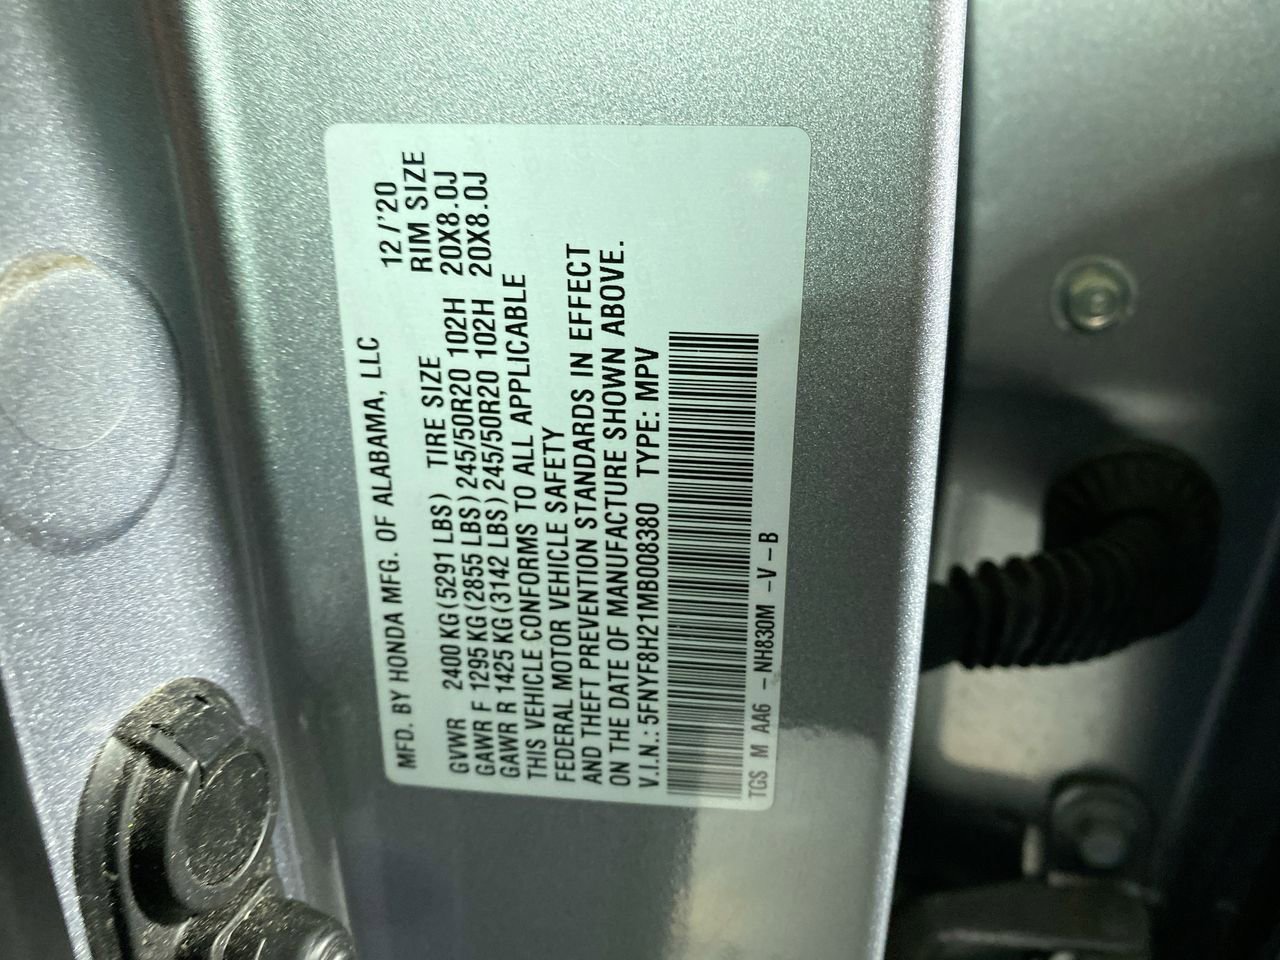 MFD. BY HONDA MFG. OF ALABAMA, LLC 12/'20
TIRE SIZE RIM SIZE
GVWR 2400 KG (5291 LBS)
GAWR F 1295 KG (2855 LBS) 245/50R20 102H 20X8.0J
GAWR R 1425 KG (3142 LBS) 245/50R20 102H 20X8.0J
THIS VEHICLE CONFORMS TO ALL APPLICABLE
FEDERAL MOTOR VEHICLE SAFETY
AND THEFT PREVENTION STANDARDS IN EFFECT
ON THE DATE OF MANUFACTURE SHOWN ABOVE.
V.I.N.: 5FNYF8H21MB008380 TYPE: MPV
TGS M AA6 -NH830M -V-B